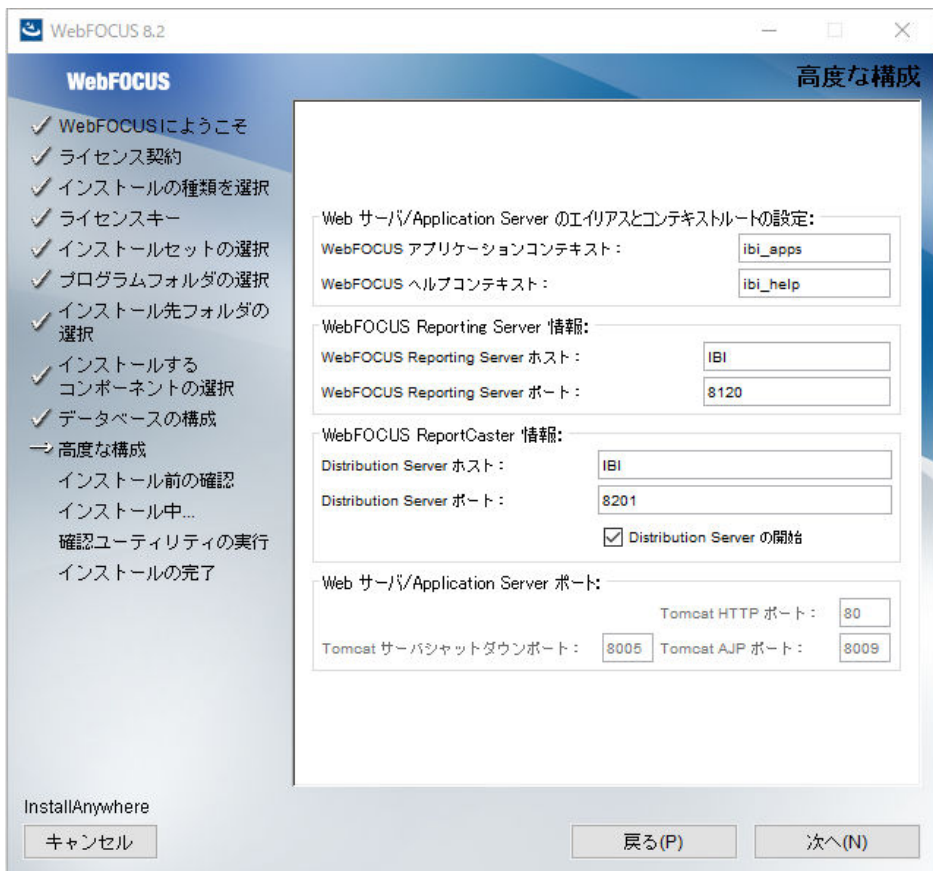 WebFOCUS 8.2
WebFOCUS
高度な構成
WebFOCUSにようこそ
ライセンス契約
インストールの種類を選択
ライセンスキー
インストールセットの選択
プログラムフォルダの選択
インストール先フォルダの
選択
インストールする
コンポーネントの選択
データベースの構成
高度な構成
インストール前の確認
インストール中...
確認ユーティリティの実行
インストールの完了
Web サーバ/Application Server のエイリアスとコンテキストルートの設定:
WebFOCUS アプリケーションコンテキスト： ibi_apps
WebFOCUS ヘルプコンテキスト： ibi_help
WebFOCUS Reporting Server 情報:
WebFOCUS Reporting Server ホスト： IBI
WebFOCUS Reporting Server ポート： 8120
WebFOCUS ReportCaster 情報:
Distribution Server ホスト： IBI
Distribution Server ポート： 8201
Distribution Server の開始
Web サーバ/Application Server ポート:
Tomcat HTTP ポート： 80
Tomcat サーバシャットダウンポート： 8005 Tomcat AJP ポート： 8009
InstallAnywhere
キャンセル 戻る(P) 次へ(N)